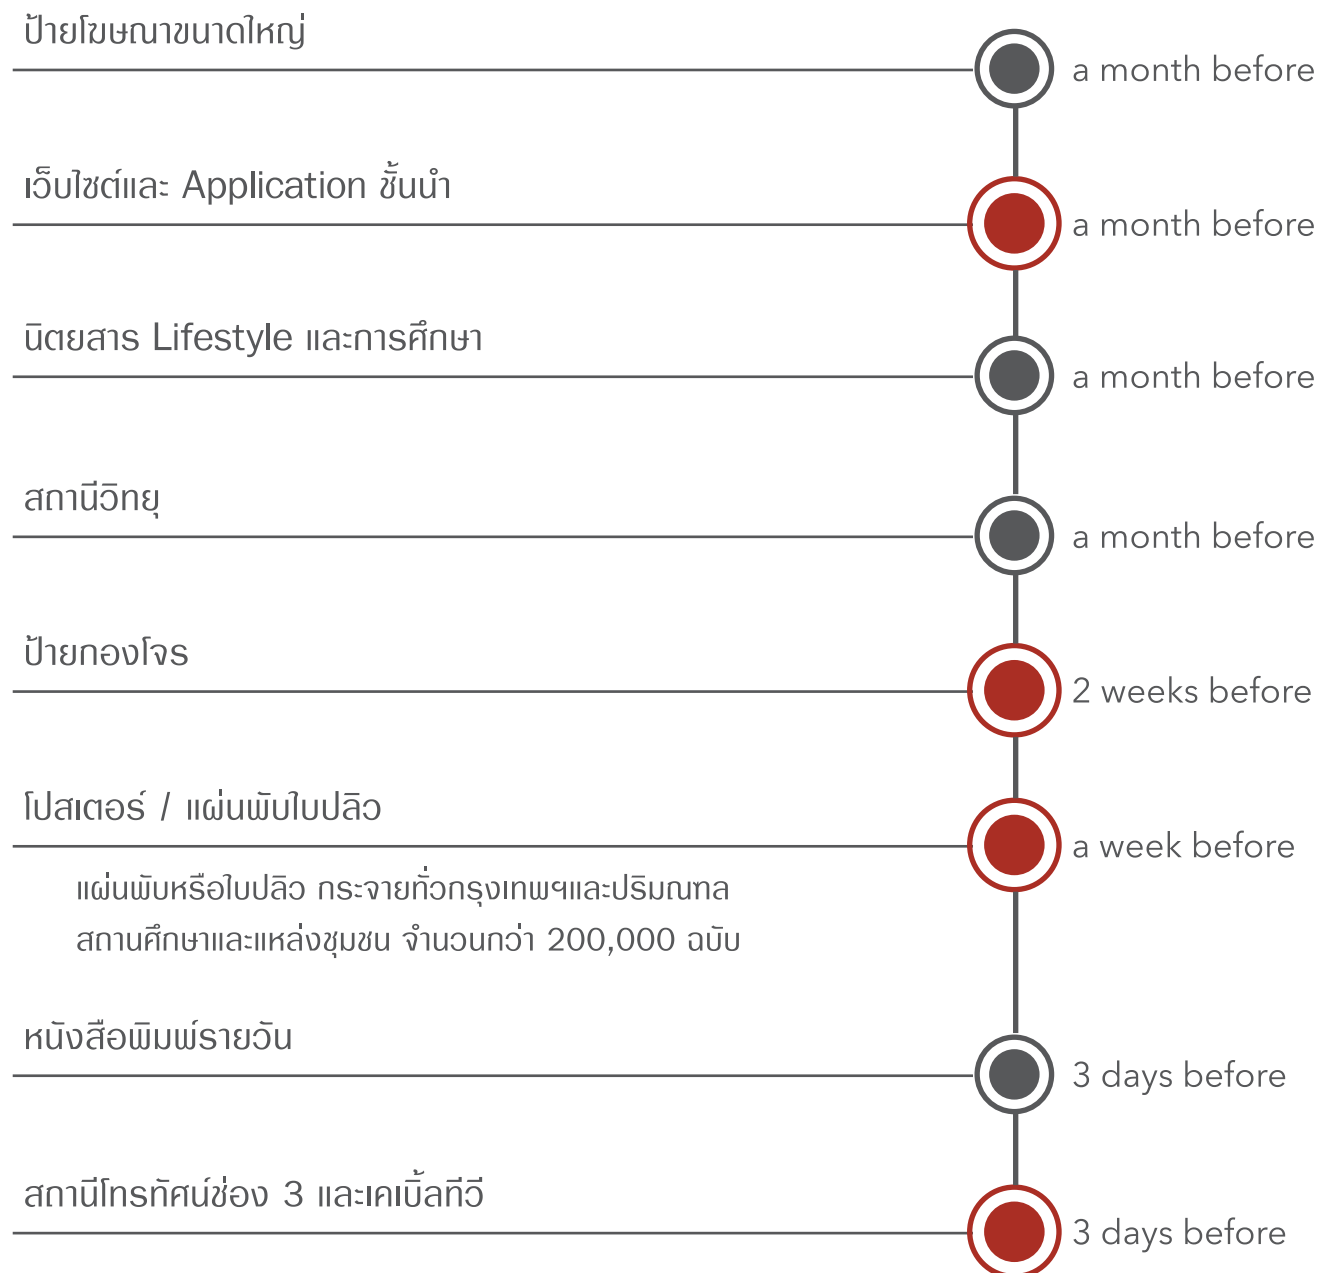 ป้ายโฆษณาขนาดใหญ่
a month before
เว็บไซต์และ Application ชั้นนำ
a month before
นิตยสาร Lifestyle และการศึกษา
a month before
สถานีวิทยุ
a month before
ป้ายกองโจร
2 weeks before
โปสเตอร์ / แผ่นพับใบปลิว
a week before
แผ่นพับหรือใบปลิว กระจายทั่วกรุงเทพฯและปริมณฑล
สถานศึกษาและแหล่งชุมชน จำนวนกว่า 200,000 ฉบับ
หนังสือพิมพ์รายวัน
3 days before
สถานีโทรทัศน์ช่อง 3 และเคเบิ้ลทีวี
3 days before